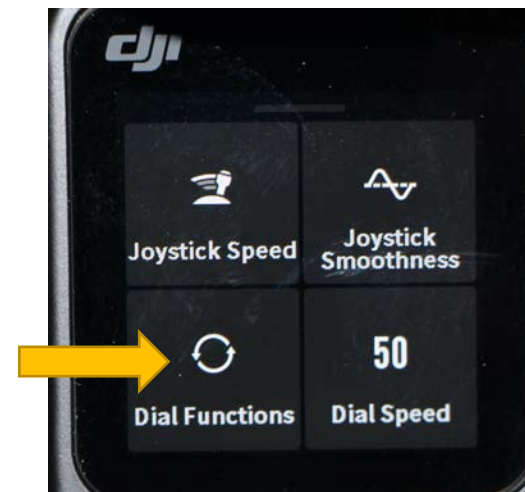 dji
Joystick Speed
Joystick
Smoothness
50
Dial Functions
Dial Speed